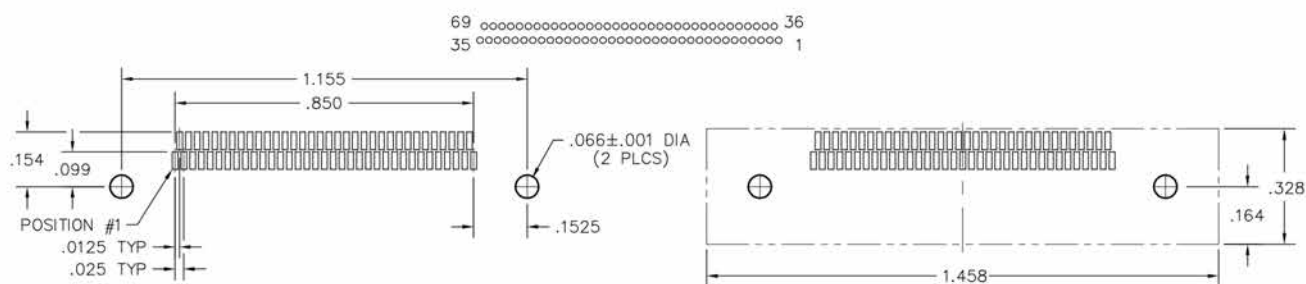 69 36
35 1
1.155
.850
.154
.099
.066±.001 DIA
(2 PLCS)
POSITION #1
.0125 TYP
.025 TYP
.1525
.328
.164
1.458